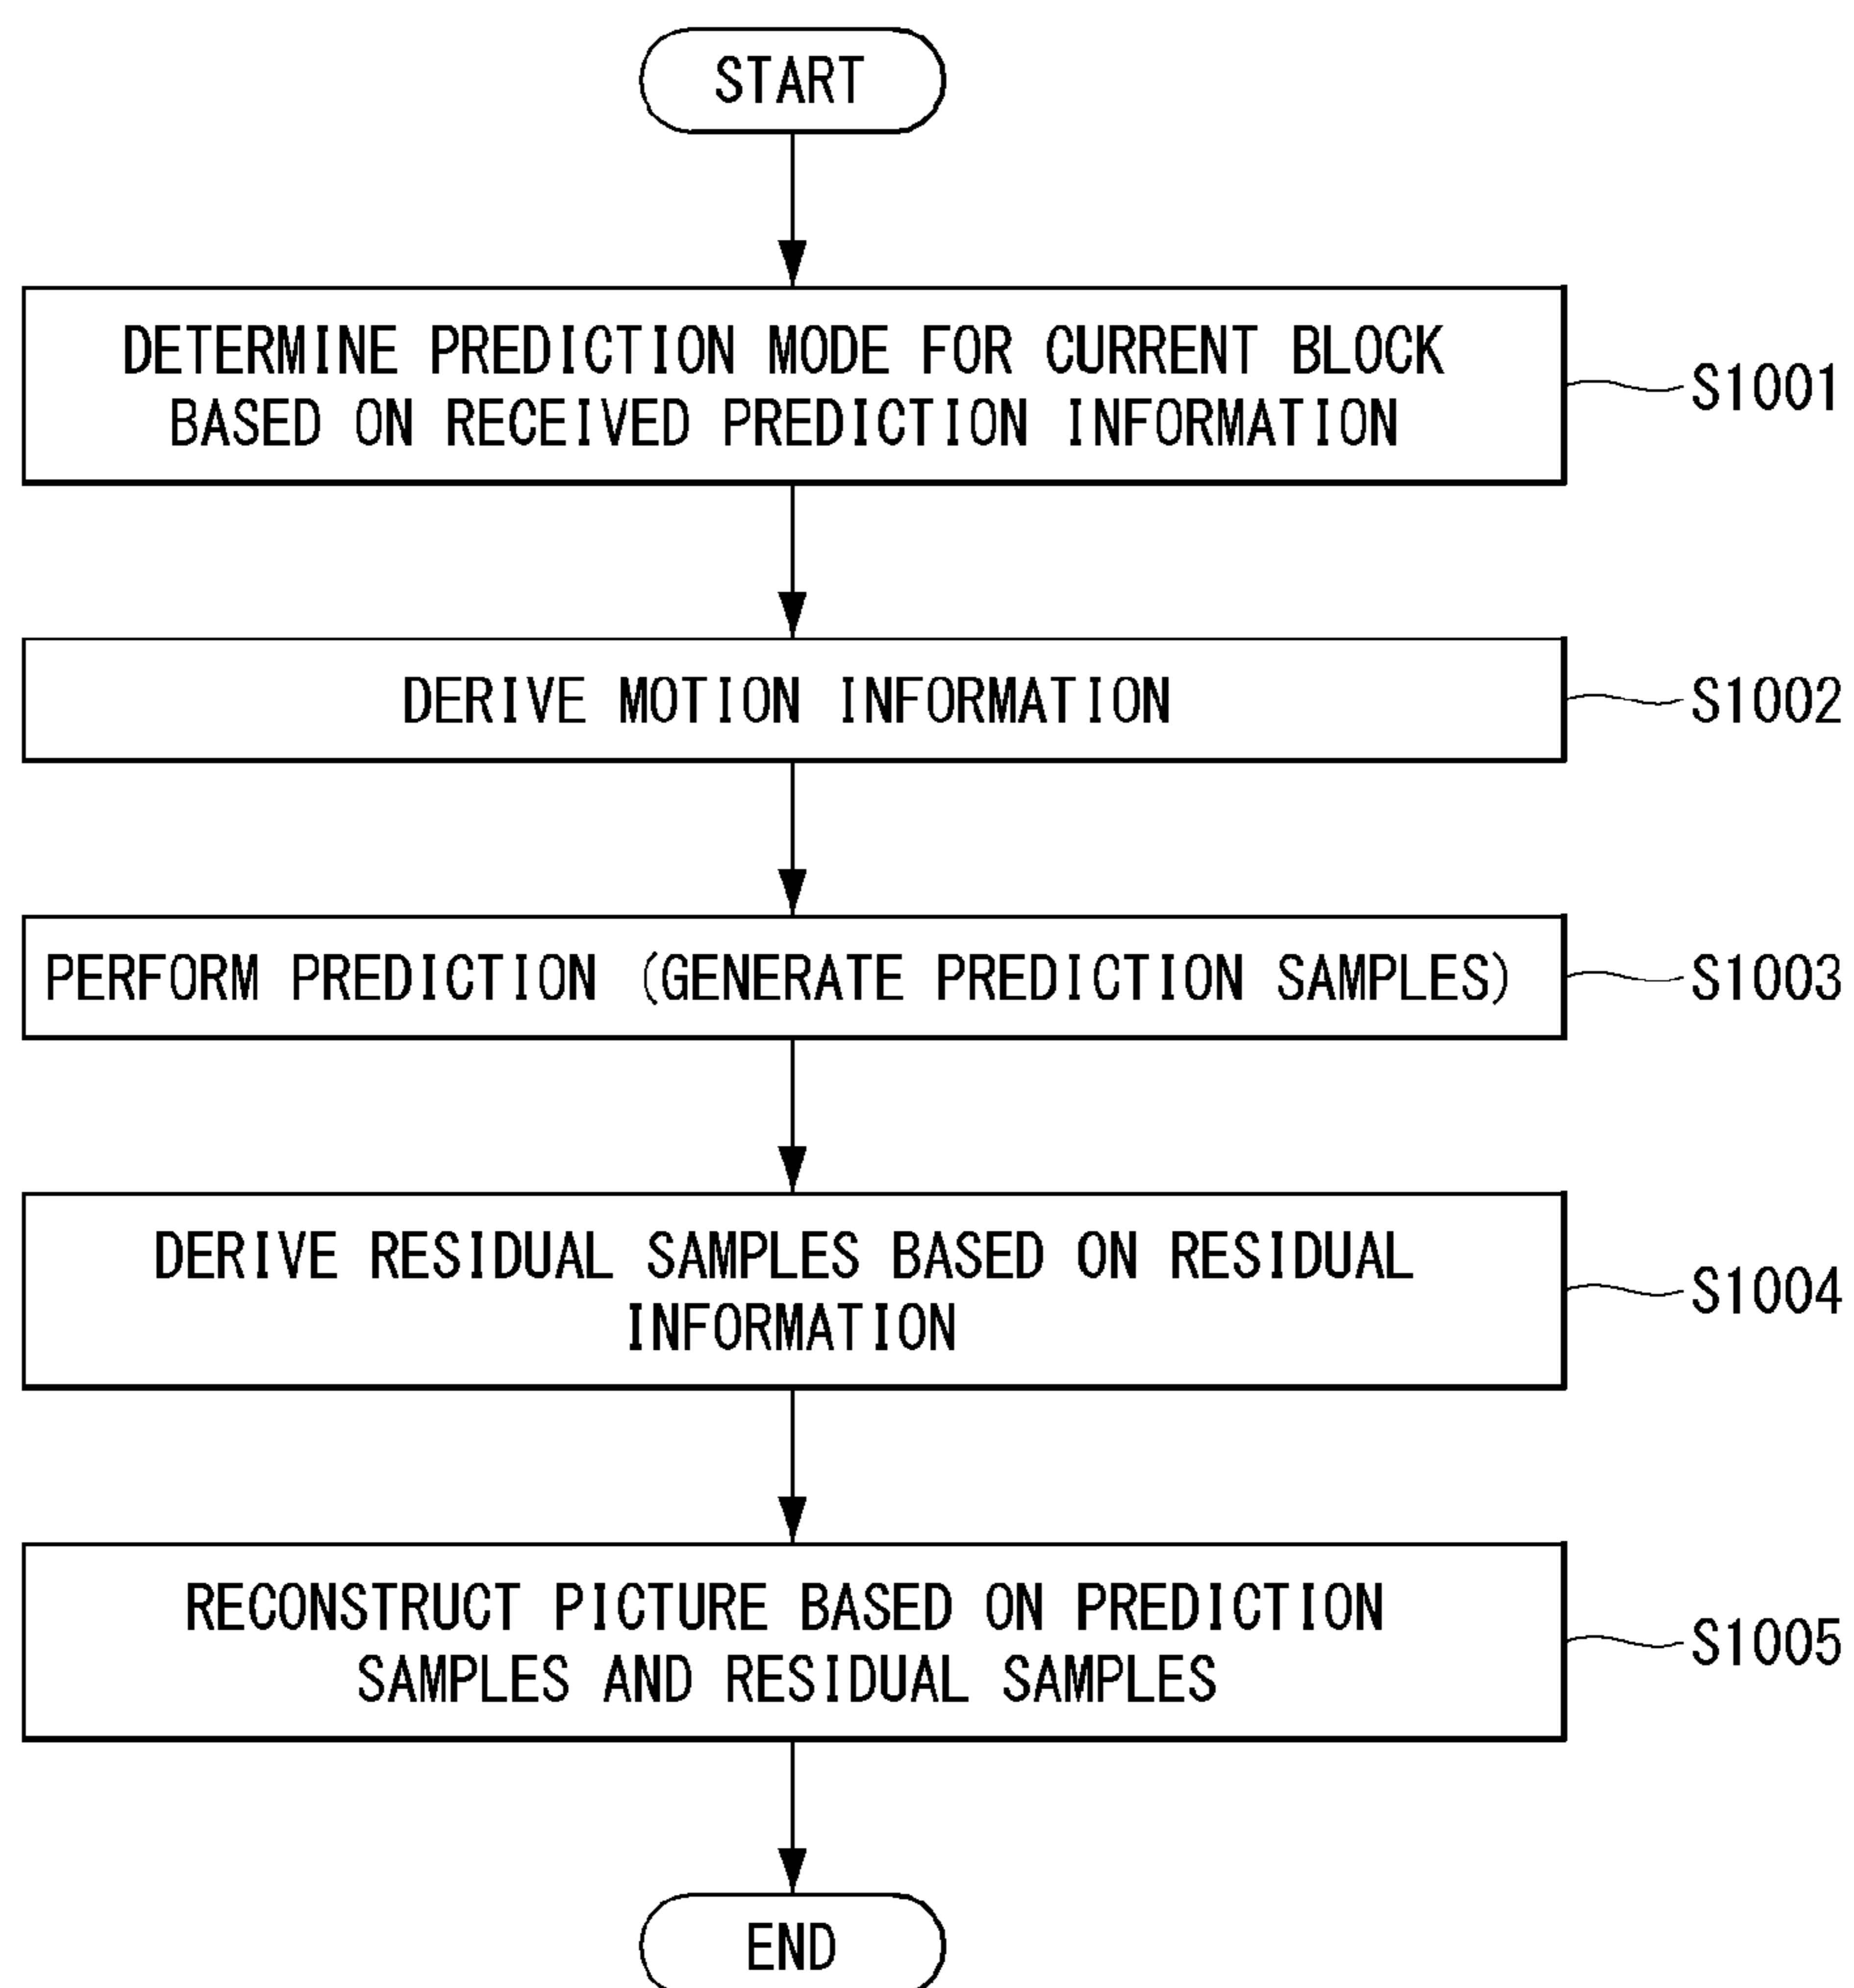 START
DETERMINE PREDICTION MODE FOR CURRENT BLOCK
BASED ON RECEIVED PREDICTION INFORMATION
S1001
DERIVE MOTION INFORMATION
S1002
PERFORM PREDICTION (GENERATE PREDICTION SAMPLES)
S1003
DERIVE RESIDUAL SAMPLES BASED ON RESIDUAL
INFORMATION
S1004
RECONSTRUCT PICTURE BASED ON PREDICTION
SAMPLES AND RESIDUAL SAMPLES
S1005
END